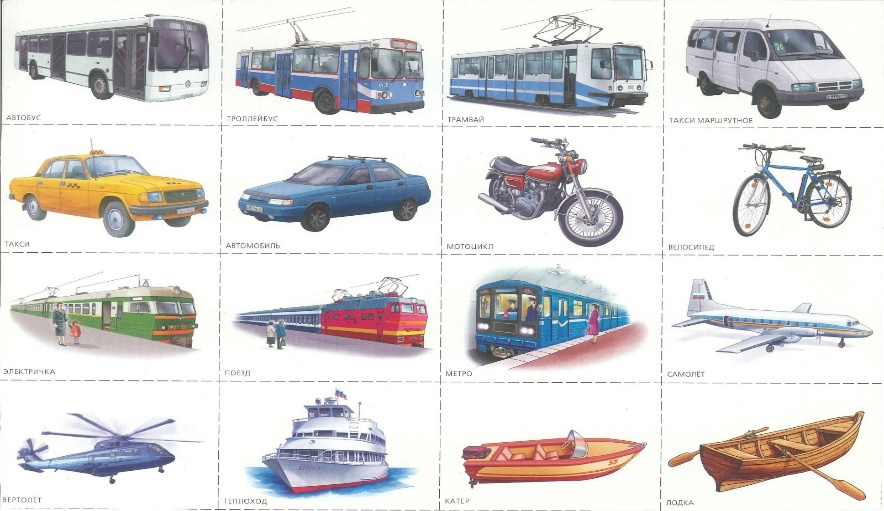 АВТОБУС
ТРОЛЛЕЙБУС
ТРАМВАЙ
ТАКСИ МАРШРУТНОЕ
ТАКСИ
АВТОМОБИЛЬ
МОТОЦИКЛ
ВЕЛОСИПЕД
ЭЛЕКТРИЧКА
ПОЕЗД
МЕТРО
САМОЛЁТ
ВЕРТОЛЁТ
ТЕПЛОХОД
КАТЕР
ЛОДКА